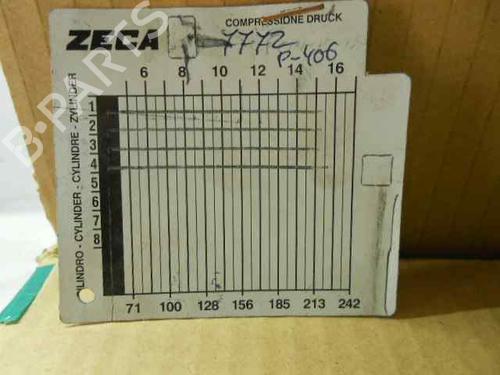 COMPRESSIONE DRUCK
ZECA 7772
P-406
6 8 10 12 14 16
1
2
3
4
5
6
7
8
CILINDRO - CYLINDER - CYLINDRE - ZYLINDER
71 100 128 156 185 213 242
B-PARTS